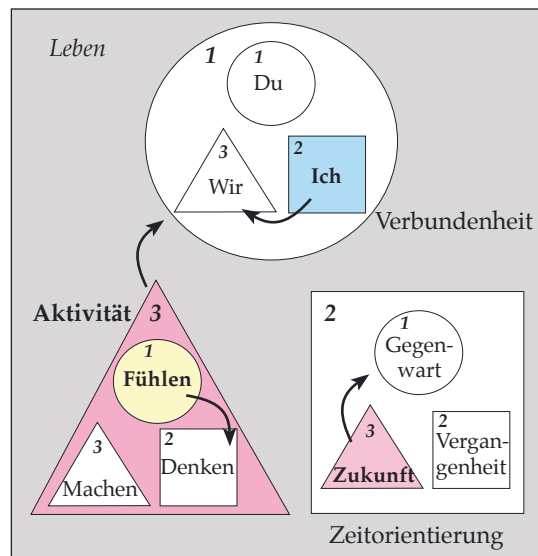 Leben
1
1
Du
3
Wir
2
Ich
Verbundenheit
Aktivität
3
1
Fühlen
3
Machen
2
Denken
2
1
Gegen-
wart
3
Zukunft
2
Vergan-
genheit
Zeitorientierung